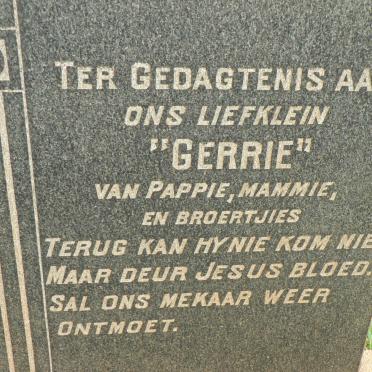 TER GEDAGTENIS AA
ONS LIEFKLEIN
"GERRIE"
VAN PAPPIE, MAMMIE,
EN BROERTJIES
TERUG KAN HY NIE KOM NIE
MAAR DEUR JESUS BLOED.
SAL ONS MEKAAR WEER
ONTMOET.